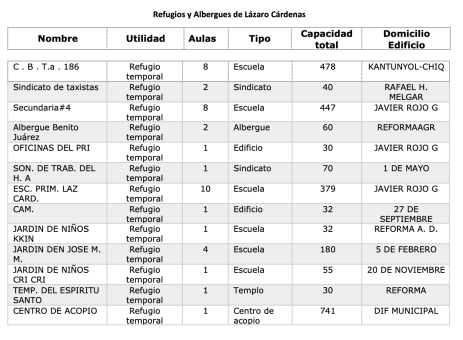 Refugios y Albergues de Lázaro Cárdenas
Nombre Utilidad Aulas Tipo Capacidad total Domicilio Edificio
C . B . T.a . 186 Refugio temporal 8 Escuela 478 KANTUNYOL-CHIQ
Sindicato de taxistas Refugio temporal 2 Sindicato 40 RAFAEL H. MELGAR
Secundaria#4 Refugio temporal 8 Escuela 447 JAVIER ROJO G
Albergue Benito Juárez Refugio temporal 2 Albergue 60 REFORMAAGR
OFICINAS DEL PRI Refugio temporal 1 Edificio 30 JAVIER ROJO G
SON. DE TRAB. DEL H. A Refugio temporal 1 Sindicato 70 1 DE MAYO
ESC. PRIM. LAZ CARD. Refugio temporal 10 Escuela 379 JAVIER ROJO G
CAM. Refugio temporal 1 Edificio 32 27 DE SEPTIEMBRE
JARDIN DE NIÑOS KKIN Refugio temporal 1 Escuela 32 REFORMA A. D.
JARDIN DEN JOSE M. M. Refugio temporal 4 Escuela 180 5 DE FEBRERO
JARDIN DE NIÑOS CRI CRI Refugio temporal 1 Escuela 55 20 DE NOVIEMBRE
TEMP. DEL ESPIRITU SANTO Refugio temporal 1 Templo 30 REFORMA
CENTRO DE ACOPIO Refugio temporal 1 Centro de acopio 741 DIF MUNICIPAL